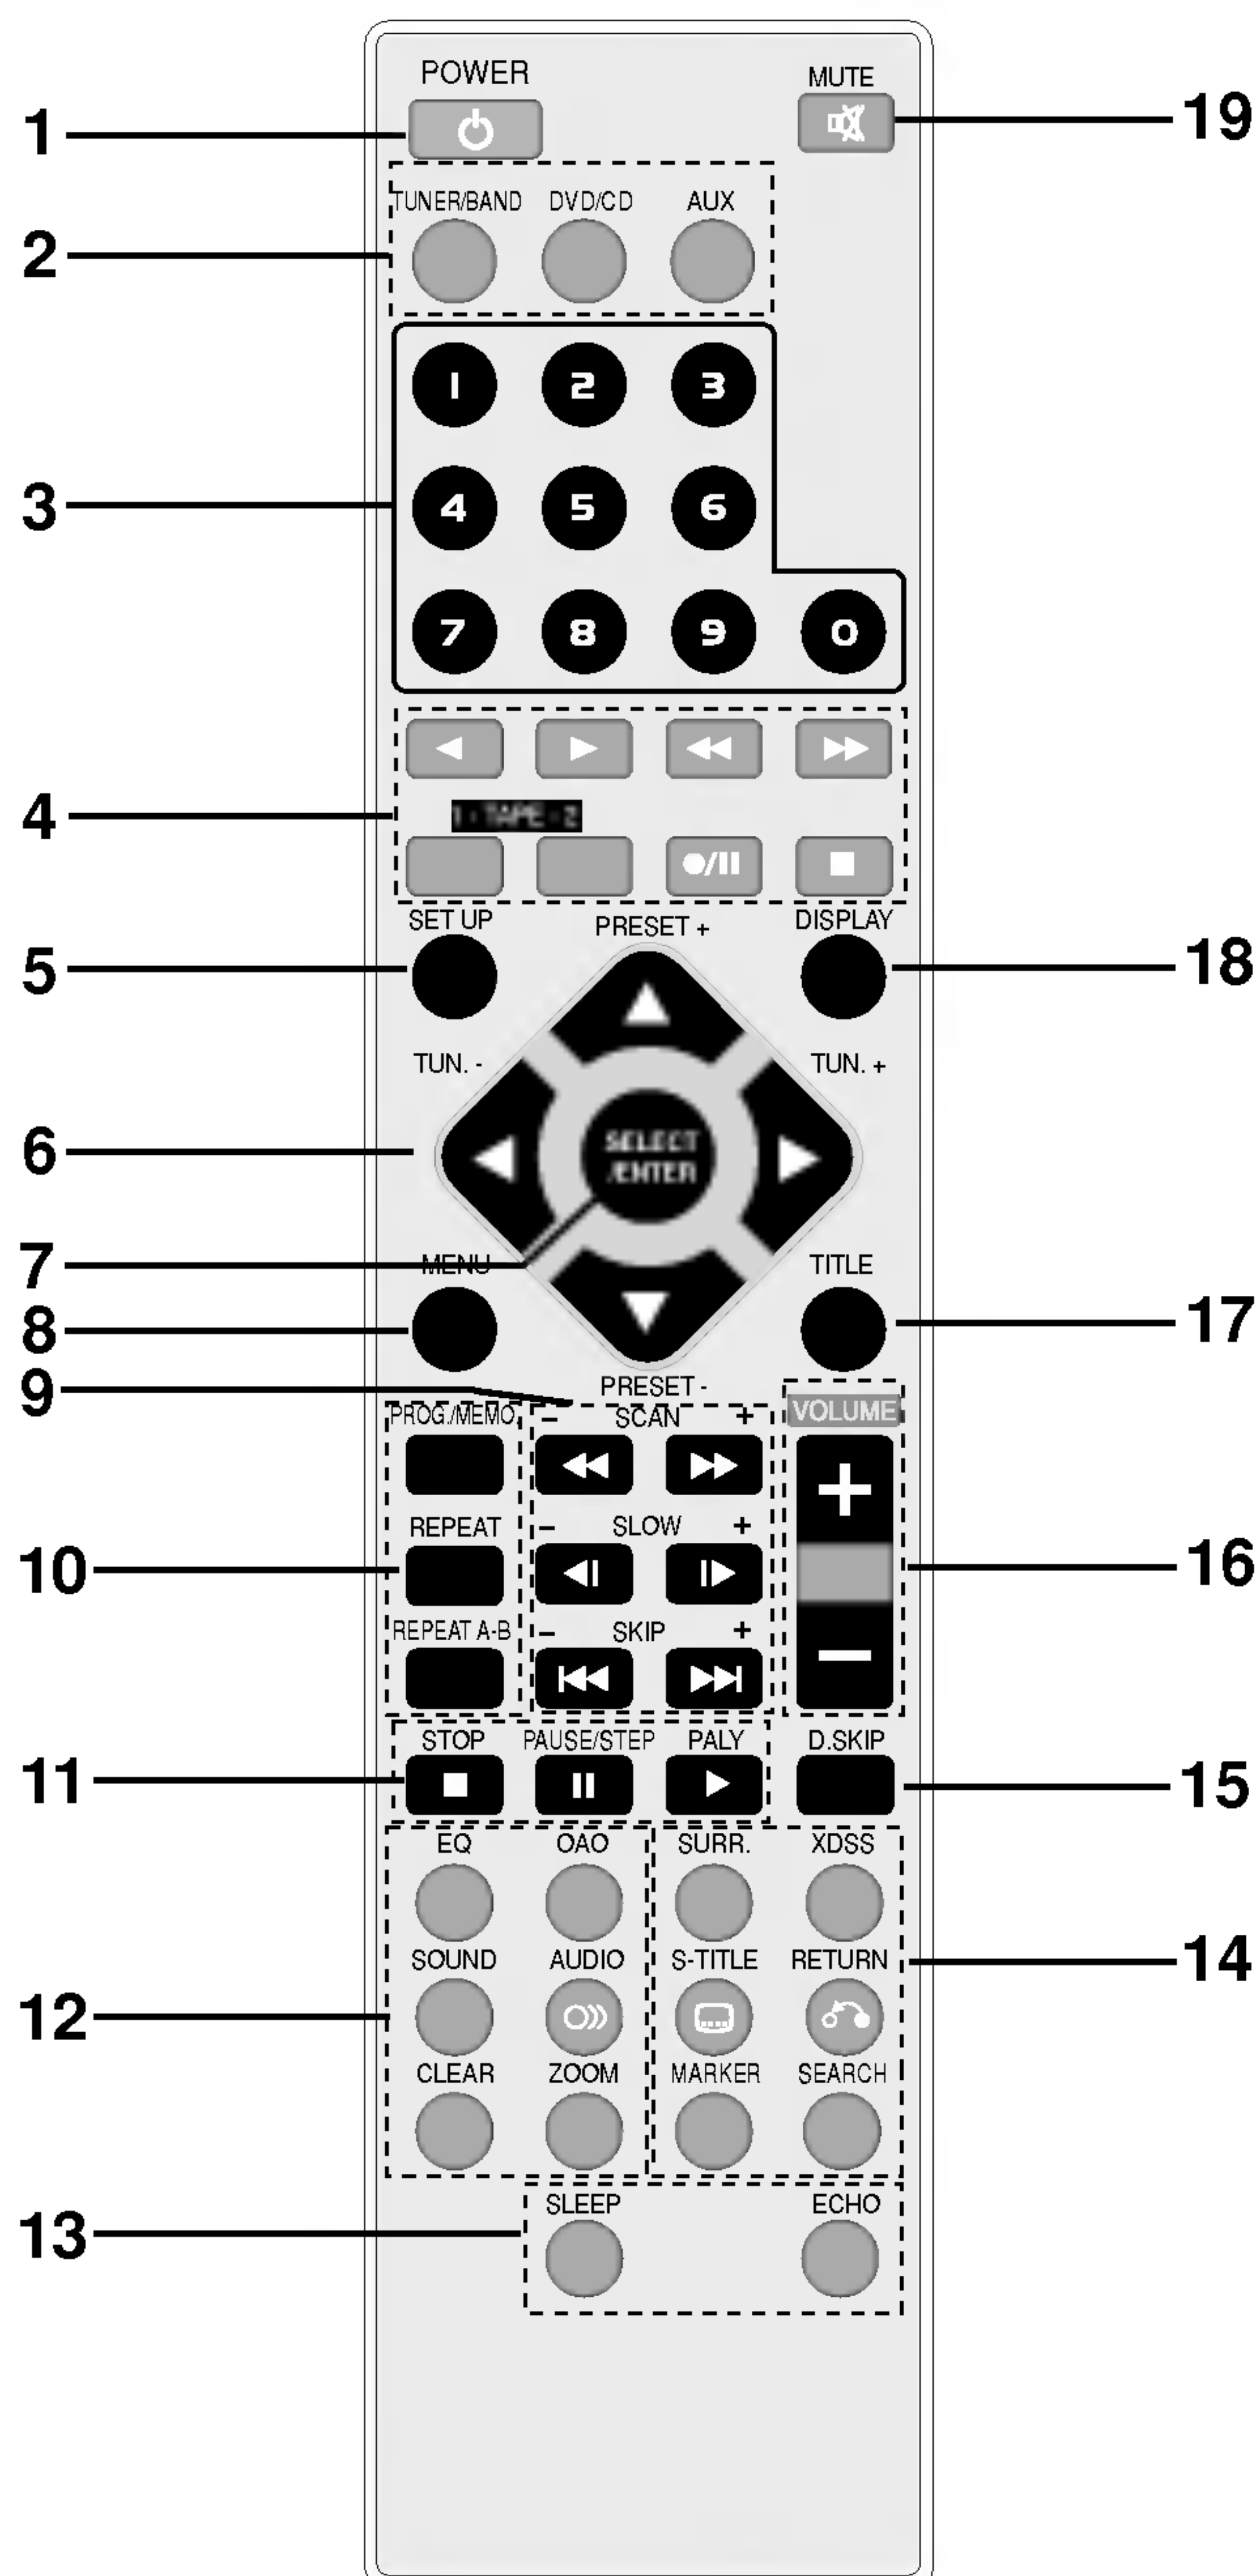 POWER MUTE
1 19
TUNER/BAND DVD/CD AUX
2
1 2 3
3 4 5 6
7 8 9 0
1 - TAPE - 2
4
SET UP PRESET + DISPLAY
5 18
TUN. - TUN. +
6 SELECT
/ENTER
7 MENU TITLE
8 17
9 PRESET -
PROG./MEMO. – SCAN + VOLUME
+
REPEAT – SLOW +
10 16
REPEAT A-B – SKIP +
–
STOP PAUSE/STEP PALY D.SKIP
11 15
EQ OAO SURR. XDSS
SOUND AUDIO S-TITLE RETURN
14
12
CLEAR ZOOM MARKER SEARCH
SLEEP ECHO
13